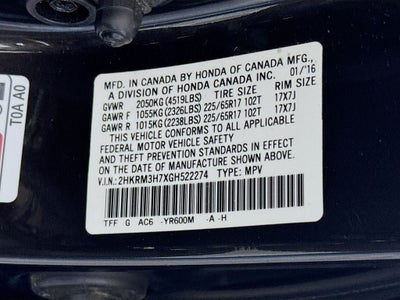 MFD. IN CANADA BY HONDA OF CANADA MFG.,
A DIVISION OF HONDA CANADA INC. 01/'16
GVWR 2050KG(4519LBS) TIRE SIZE RIM SIZE
GAWR F 1055KG(2326LBS)225/65R17 102T 17X7J
GAWR R 1015KG(2238LBS)225/65R17 102T 17X7J
THIS VEHICLE CONFORMS TO ALL APPLICABLE
FEDERAL MOTOR VEHICLE SAFETY
AND THEFT PREVENTION STANDARDS IN EFFECT
ON THE DATE OF MANUFACTURE SHOWN ABOVE.
V.I.N.:2HKRM3H7XGH522274 TYPE: MPV
TFF G AC6 -YR600M -A -H
T0A A0